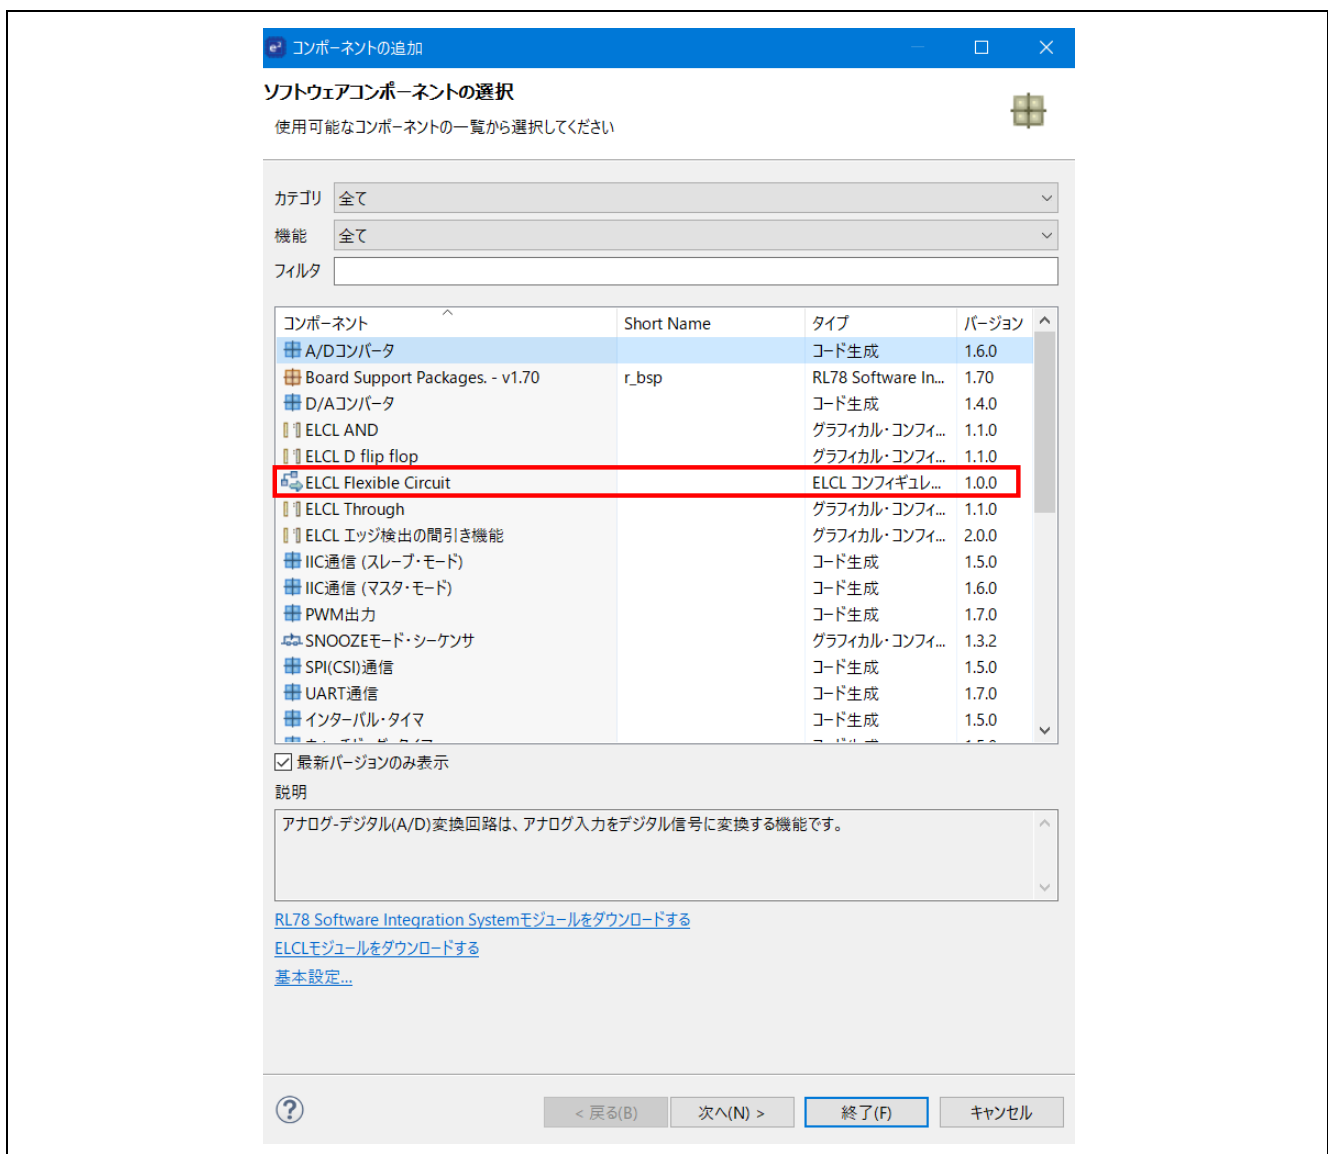 e² コンポーネントの追加
ソフトウェアコンポーネントの選択
使用可能なコンポーネントの一覧から選択してください
カテゴリ 全て
機能 全て
フィルタ
コンポーネント Short Name タイプ バージョン
A/Dコンバータ コード生成 1.6.0
Board Support Packages. - v1.70 r_bsp RL78 Software In... 1.70
D/Aコンバータ コード生成 1.4.0
ELCL AND グラフィカル・コンフィ... 1.1.0
ELCL D flip flop グラフィカル・コンフィ... 1.1.0
ELCL Flexible Circuit ELCL コンフィギュレ... 1.0.0
ELCL Through グラフィカル・コンフィ... 1.1.0
ELCL エッジ検出の間引き機能 グラフィカル・コンフィ... 2.0.0
IIC通信 (スレーブ・モード) コード生成 1.5.0
IIC通信 (マスタ・モード) コード生成 1.6.0
PWM出力 コード生成 1.7.0
SNOOZEモード・シーケンサ グラフィカル・コンフィ... 1.3.2
SPI(CSI)通信 コード生成 1.5.0
UART通信 コード生成 1.7.0
インターバル・タイマ コード生成 1.5.0
最新バージョンのみ表示
説明
アナログ-デジタル(A/D)変換回路は、アナログ入力をデジタル信号に変換する機能です。
RL78 Software Integration Systemモジュールをダウンロードする
ELCLモジュールをダウンロードする
基本設定...
< 戻る(B) 次へ(N) > 終了(F) キャンセル